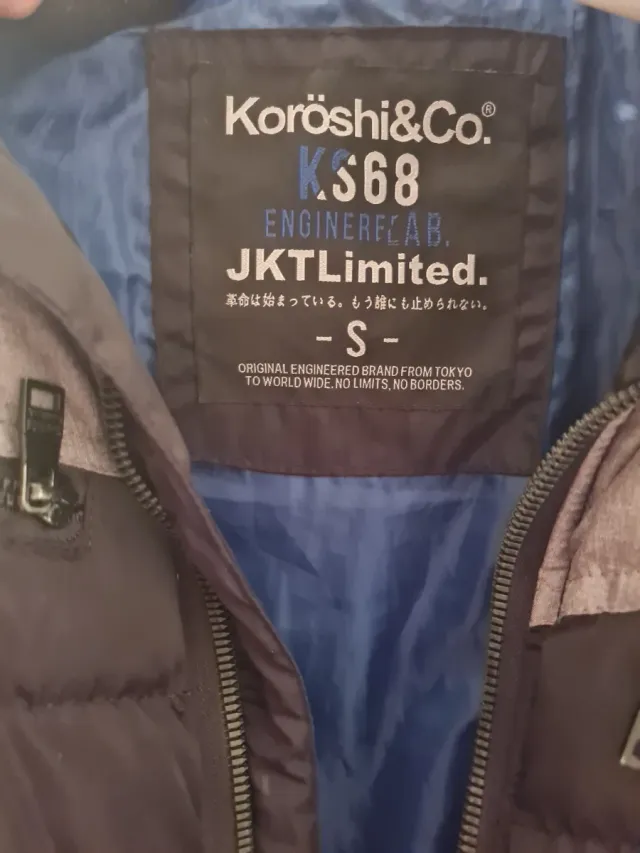 Koröshi&Co.®
KS68
ENGINERFLAB.
JKTLimited.
革命は始まっている。もう誰にも止められない。
- S -
ORIGINAL ENGINEERED BRAND FROM TOKYO
TO WORLD WIDE. NO LIMITS, NO BORDERS.